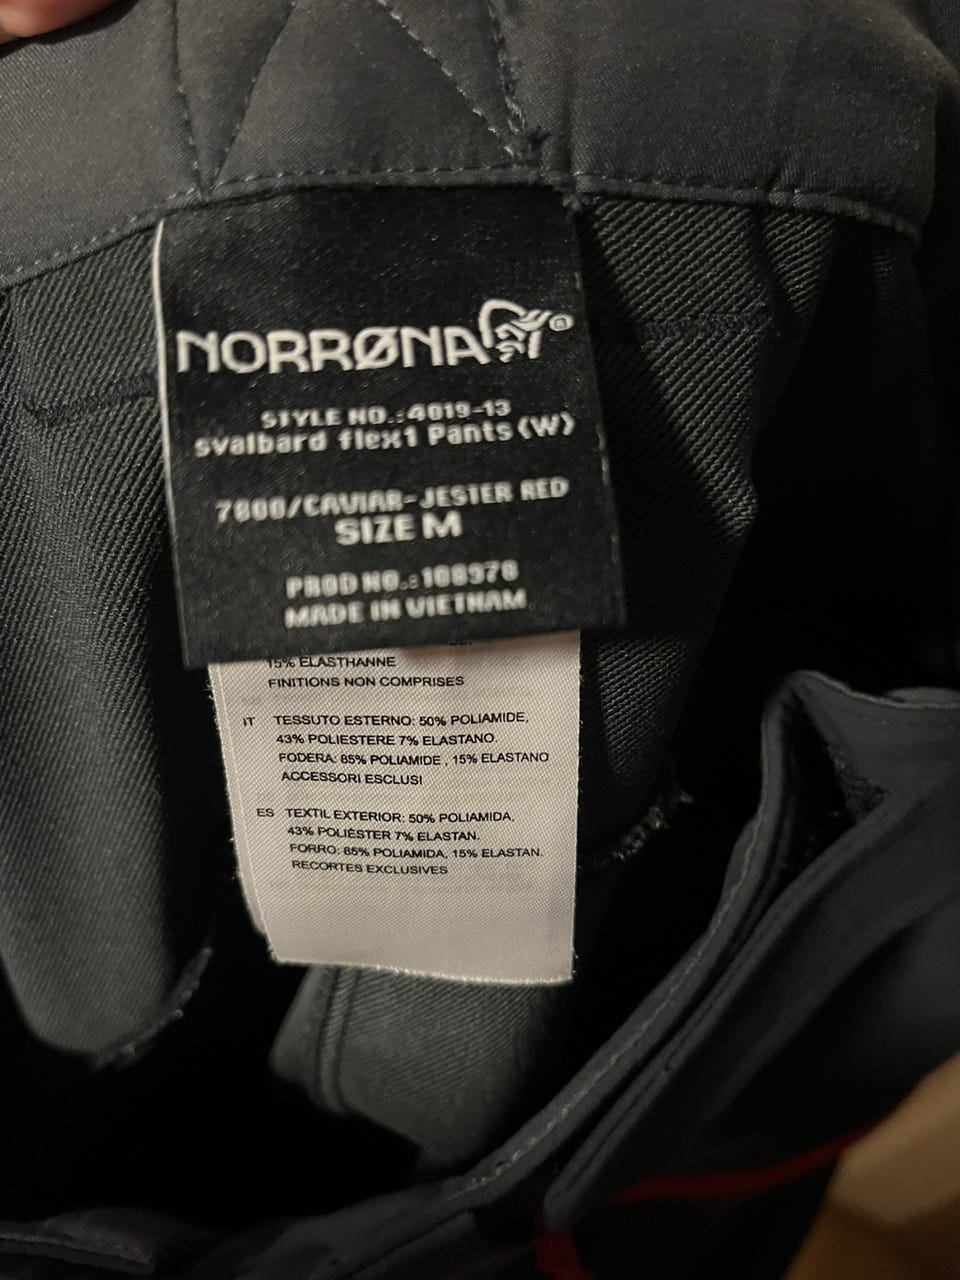 NORRØNA®
STYLE NO.:4019-13
svalbard flex1 Pants(W)
7800/CAVIAR-JESTER RED
SIZE M
PROD NO.:108978
MADE IN VIETNAM
15% ELASTHANNE
FINITIONS NON COMPRISES
IT TESSUTO ESTERNO: 50% POLIAMIDE,
43% POLIESTERE 7% ELASTANO.
FODERA: 85% POLIAMIDE , 15% ELASTANO
ACCESSORI ESCLUSI
ES TEXTIL EXTERIOR: 50% POLIAMIDA,
43% POLIÈSTER 7% ELASTAN.
FORRO: 85% POLIAMIDA, 15% ELASTAN.
RECORTES EXCLUSIVES